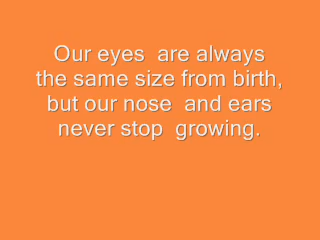 Our eyes are always
the same size from birth,
but our nose and ears
never stop growing.